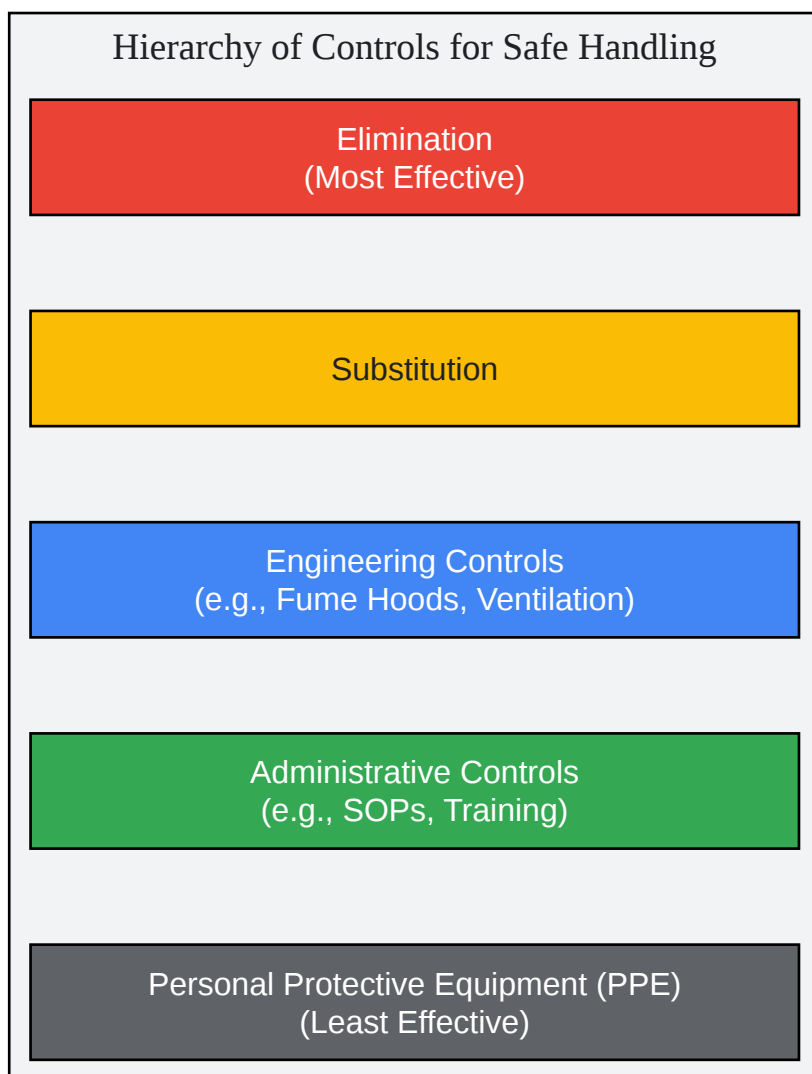 Hierarchy of Controls for Safe Handling
Elimination
(Most Effective)
Substitution
Engineering Controls
(e.g., Fume Hoods, Ventilation)
Administrative Controls
(e.g., SOPs, Training)
Personal Protective Equipment (PPE)
(Least Effective)